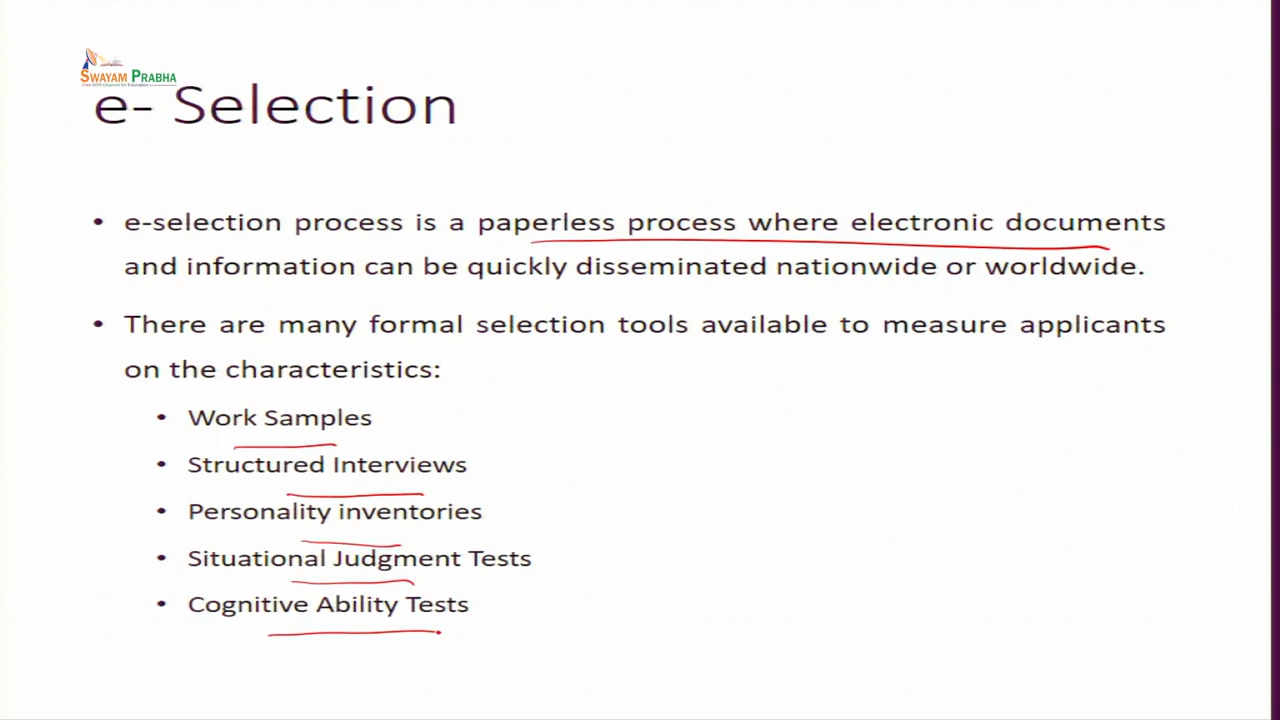 SWAYAM PRABHA
e- Selection
• e-selection process is a paperless process where electronic documents
and information can be quickly disseminated nationwide or worldwide.
• There are many formal selection tools available to measure applicants
on the characteristics:
• Work Samples
• Structured Interviews
• Personality inventories
• Situational Judgment Tests
• Cognitive Ability Tests